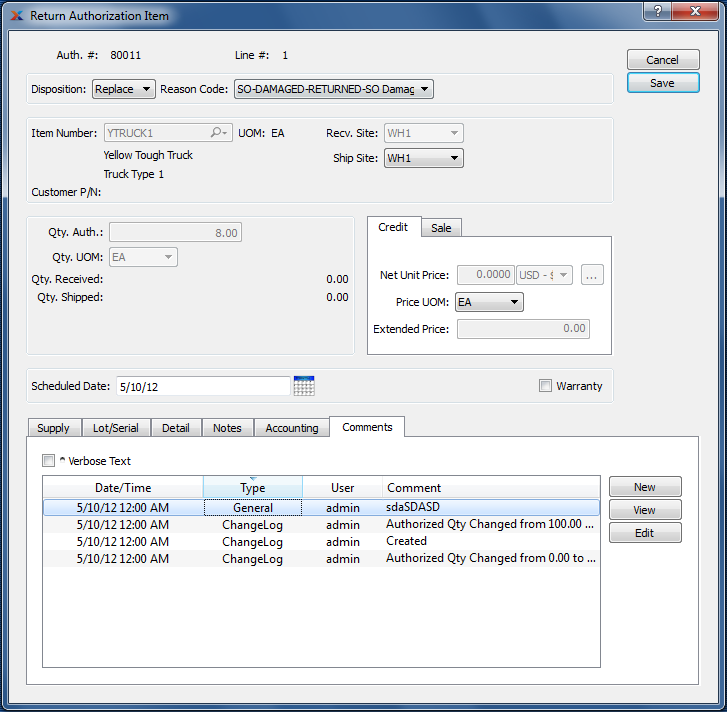 Return Authorization Item
Auth. #: 80011 Line #: 1
Cancel
Save
Disposition: Replace Reason Code: SO-DAMAGED-RETURNED-SO Damag
Item Number: YTRUCK1 UOM: EA Recv. Site: WH1
Yellow Tough Truck Ship Site: WH1
Truck Type 1
Customer P/N:
Qty. Auth.: 8.00
Qty. UOM: EA
Qty. Received: 0.00
Qty. Shipped: 0.00
Credit Sale
Net Unit Price: 0.0000 USD - $ ...
Price UOM: EA
Extended Price: 0.00
Scheduled Date: 5/10/12 Warranty
Supply Lot/Serial Detail Notes Accounting Comments
^ Verbose Text
Date/Time Type User Comment
5/10/12 12:00 AM General admin sdaSDASD
5/10/12 12:00 AM ChangeLog admin Authorized Qty Changed from 100.00 ...
5/10/12 12:00 AM ChangeLog admin Created
5/10/12 12:00 AM ChangeLog admin Authorized Qty Changed from 0.00 to ...
New
View
Edit